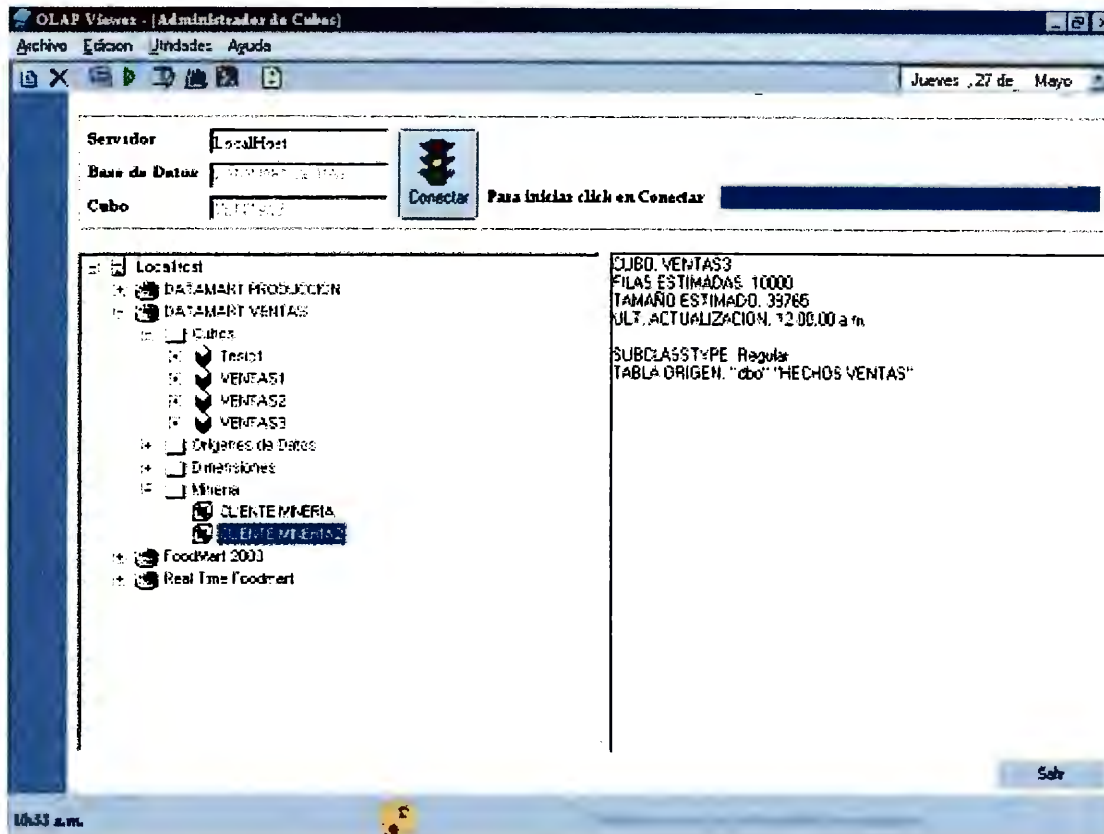 OLAP Viewer - [Administrador de Cubos]
Archivo Edicion Utilidades Ayuda
Jueves , 27 de Mayo
Servidor LocalHost
Base de Datos
Cubo
Conectar
Para iniciar click en Conectar
Localhost
DATAMART PRODUCCION
DATAMART VENTAS
Cubos
Tesis1
VENTAS1
VENTAS2
VENTAS3
Origenes de Datos
Dimensiones
Mineria
CLIENTE MINERIA
CLIENTE MINERIA2
FoodMart 2000
Real Time Foodmart
CUBO. VENTAS3
FILAS ESTIMADAS. 10000
TAMAÑO ESTIMADO. 39765
ULT. ACTUALIZACION. 12.00.00 a.m.
SUBCLASSTYPE Regular
TABLA ORIGEN. "dbo" "HECHOS VENTAS"
Salir
10:33 a.m.